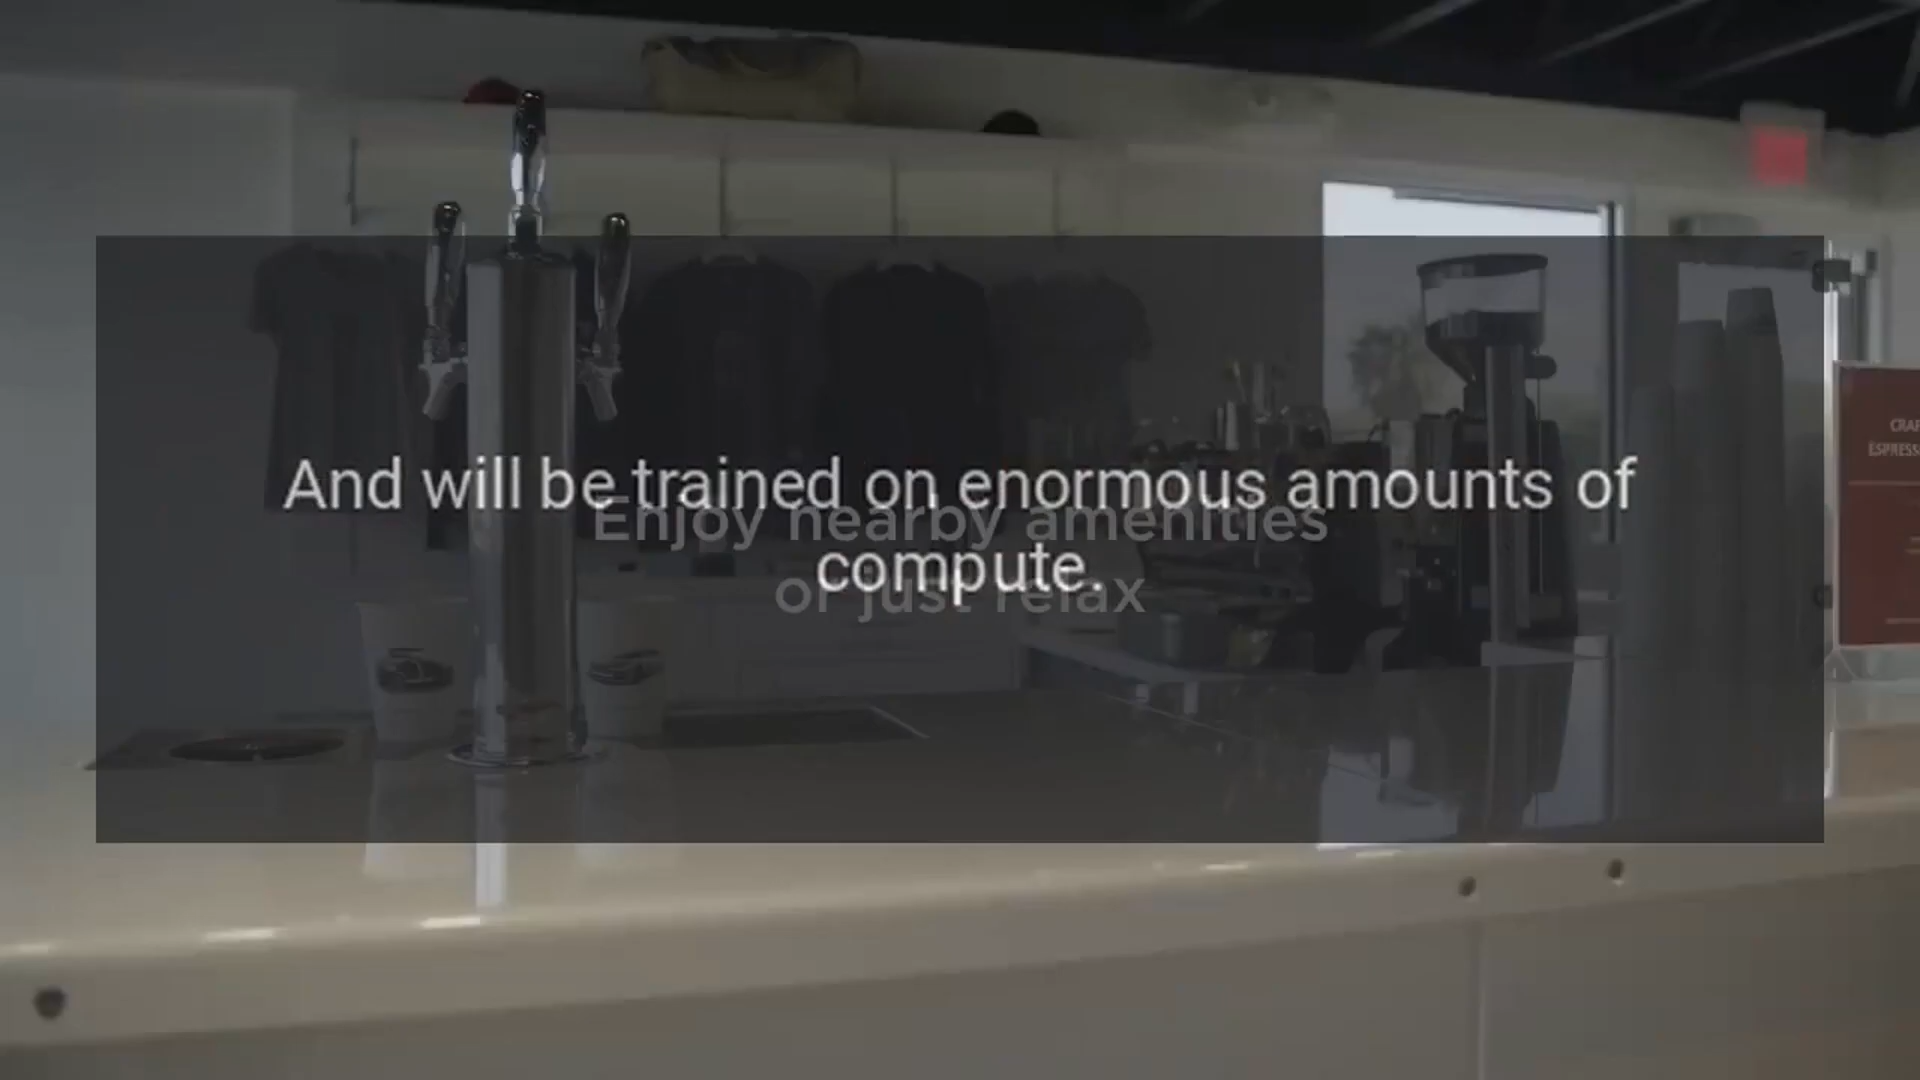 And will be trained on enormous amounts of
compute.
Enjoy nearby amenities
or just relax